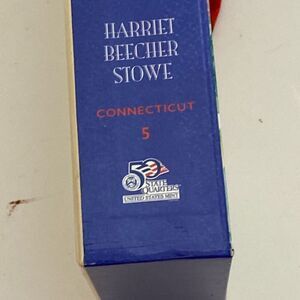 HARRIET
BEECHER
STOWE
CONNECTICUT
5
50
STATE
QUARTERS
UNITED STATES MINT